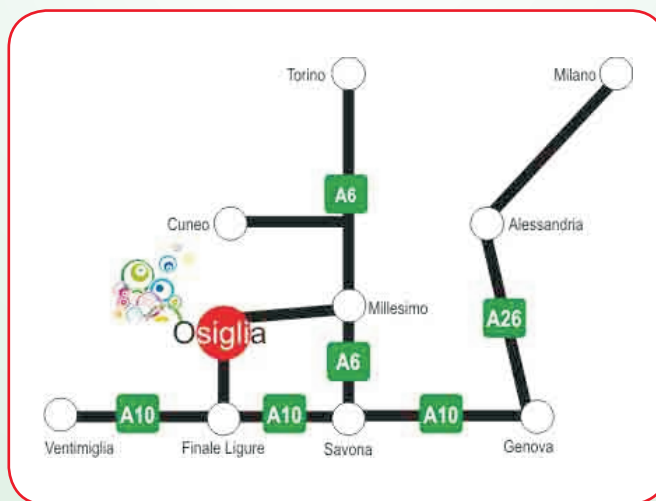 Torino
Milano
A6
Cuneo
Alessandria
Millesimo
A26
Osiglia
A6
A10
A10
A10
Ventimiglia
Finale Ligure
Savona
Genova